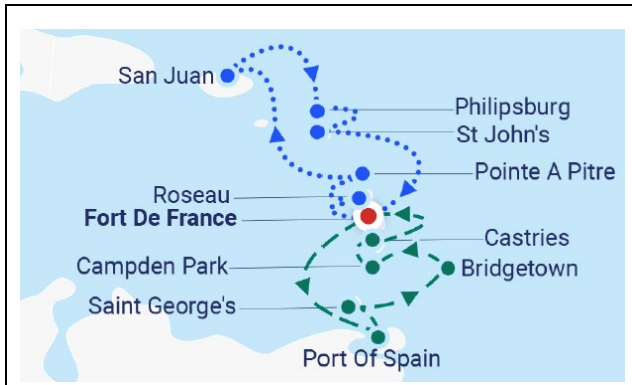 San Juan
Philipsburg
St John's
Pointe A Pitre
Roseau
Fort De France
Castries
Campden Park
Bridgetown
Saint George's
Port Of Spain